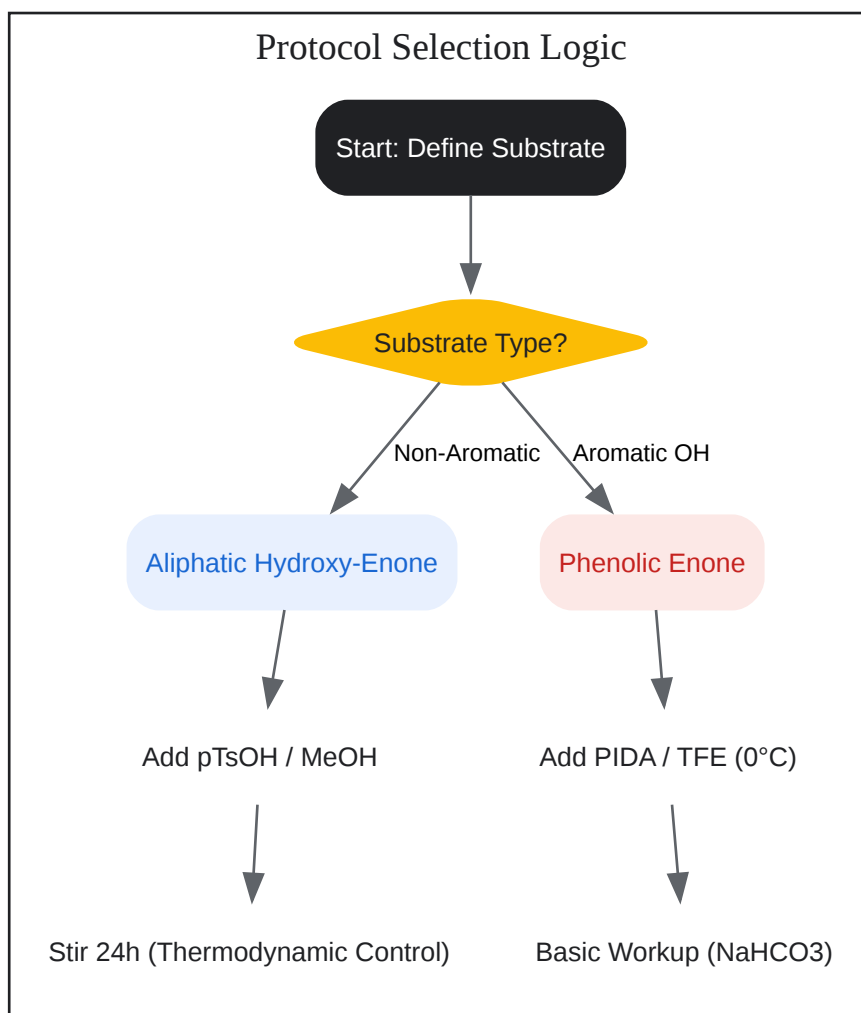 Protocol Selection Logic
Start: Define Substrate
Substrate Type?
Non-Aromatic
Aromatic OH
Aliphatic Hydroxy-Enone
Phenolic Enone
Add pTsOH / MeOH
Add PIDA / TFE (0°C)
Stir 24h (Thermodynamic Control)
Basic Workup (NaHCO3)